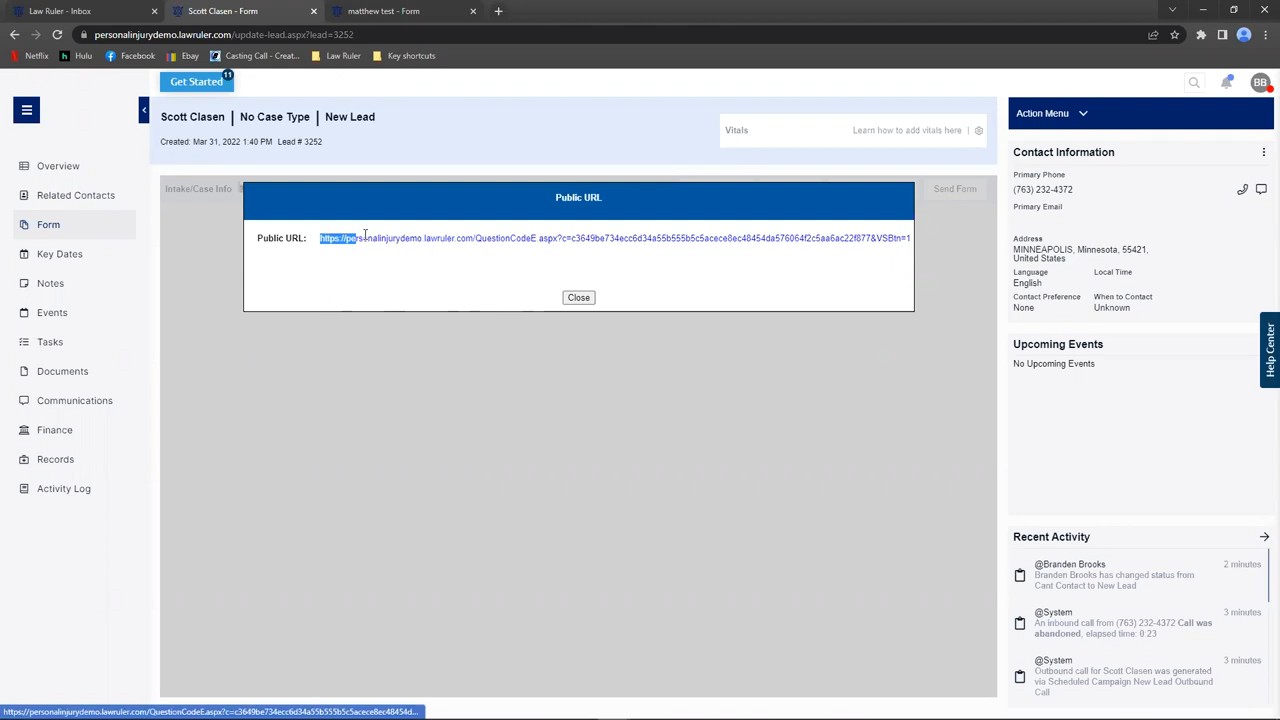 Law Ruler
Scott Clasen - Form
matthew test - Form
personalinjurydemo.lawruler.com/update-lead.aspx?lead=3252
Netflix
Hulu
Facebook
Ebay
Casting Call - Creat...
Law Ruler
Key shortcuts
Get Started
11
BB
Scott Clasen | No Case Type | New Lead
Created: Mar 31, 2022 1:40 PM Lead # 3252
Vitals
Learn how to add vitals here
Action Menu
Overview
Related Contacts
Form
Key Dates
Notes
Events
Tasks
Documents
Communications
Finance
Records
Activity Log
Intake/Case Info
Send Form
Public URL
Public URL: https://personalinjurydemo.lawruler.com/QuestionCodeE.aspx?c=c3649be734ecc6d34a55b555b5c5acece8ec48454da576064f2c5aa6ac22f877&VSBtn=1
Close
Contact Information
Primary Phone
(763) 232-4372
Primary Email
Address
MINNEAPOLIS, Minnesota, 55421,
United States
Language
Local Time
English
Contact Preference
When to Contact
None
Unknown
Upcoming Events
No Upcoming Events
Help Center
Recent Activity
@Branden Brooks
2 minutes
Branden Brooks has changed status from
Cant Contact to New Lead
@System
3 minutes
An inbound call from (763) 232-4372 Call was
abandoned, elapsed time: 0:23
@System
3 minutes
Outbound call for Scott Clasen was generated
via Scheduled Campaign New Lead Outbound
Call
https://personalinjurydemo.lawruler.com/QuestionCodeE.aspx?c=c3649be734ecc6d34a55b555b5c5acece8ec48454d...